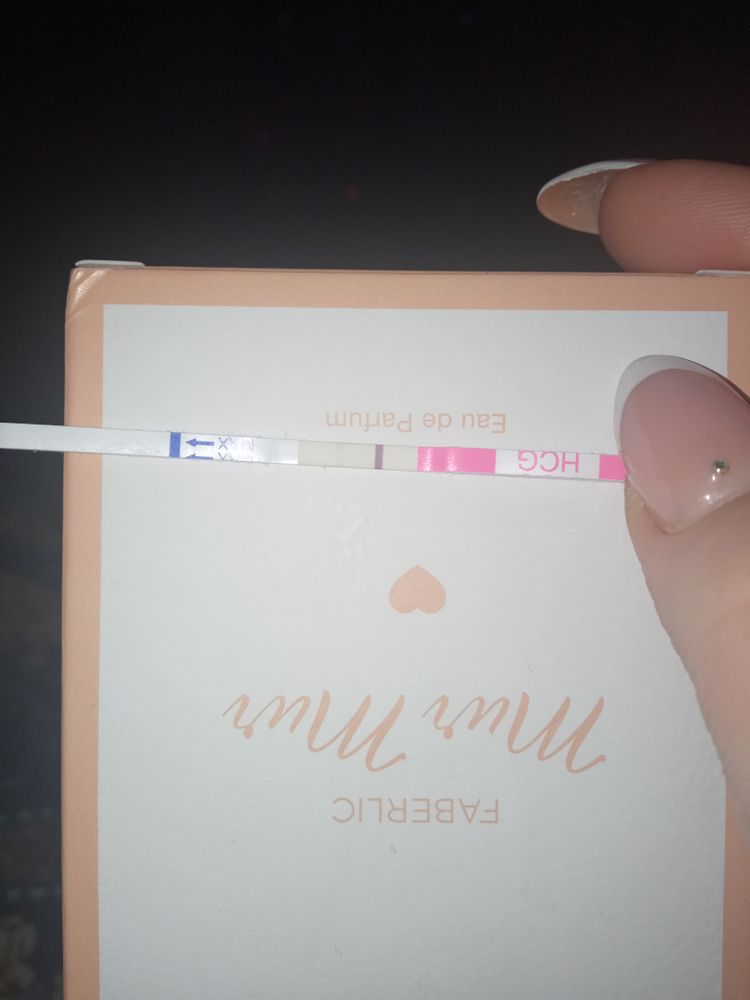 FABERLIC
Mur Mur
Eau de Parfum
HCG